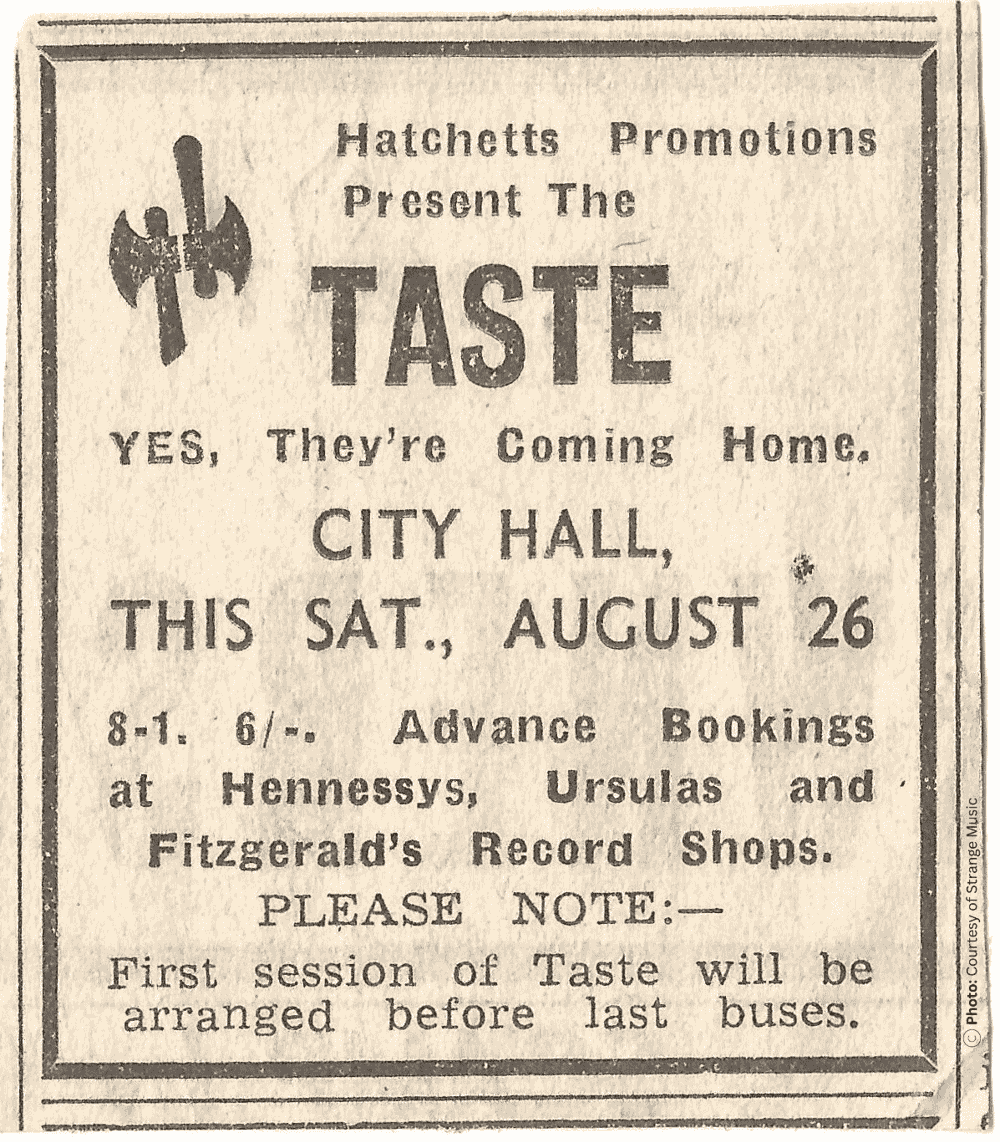 Hatchetts Promotions
Present The
TASTE
YES, They're Coming Home.
CITY HALL,
THIS SAT., AUGUST 26
8-1. 6/-. Advance Bookings
at Hennessys, Ursulas and
Fitzgerald's Record Shops.
PLEASE NOTE:—
First session of Taste will be
arranged before last buses.
© Photo: Courtesy of Strange Music